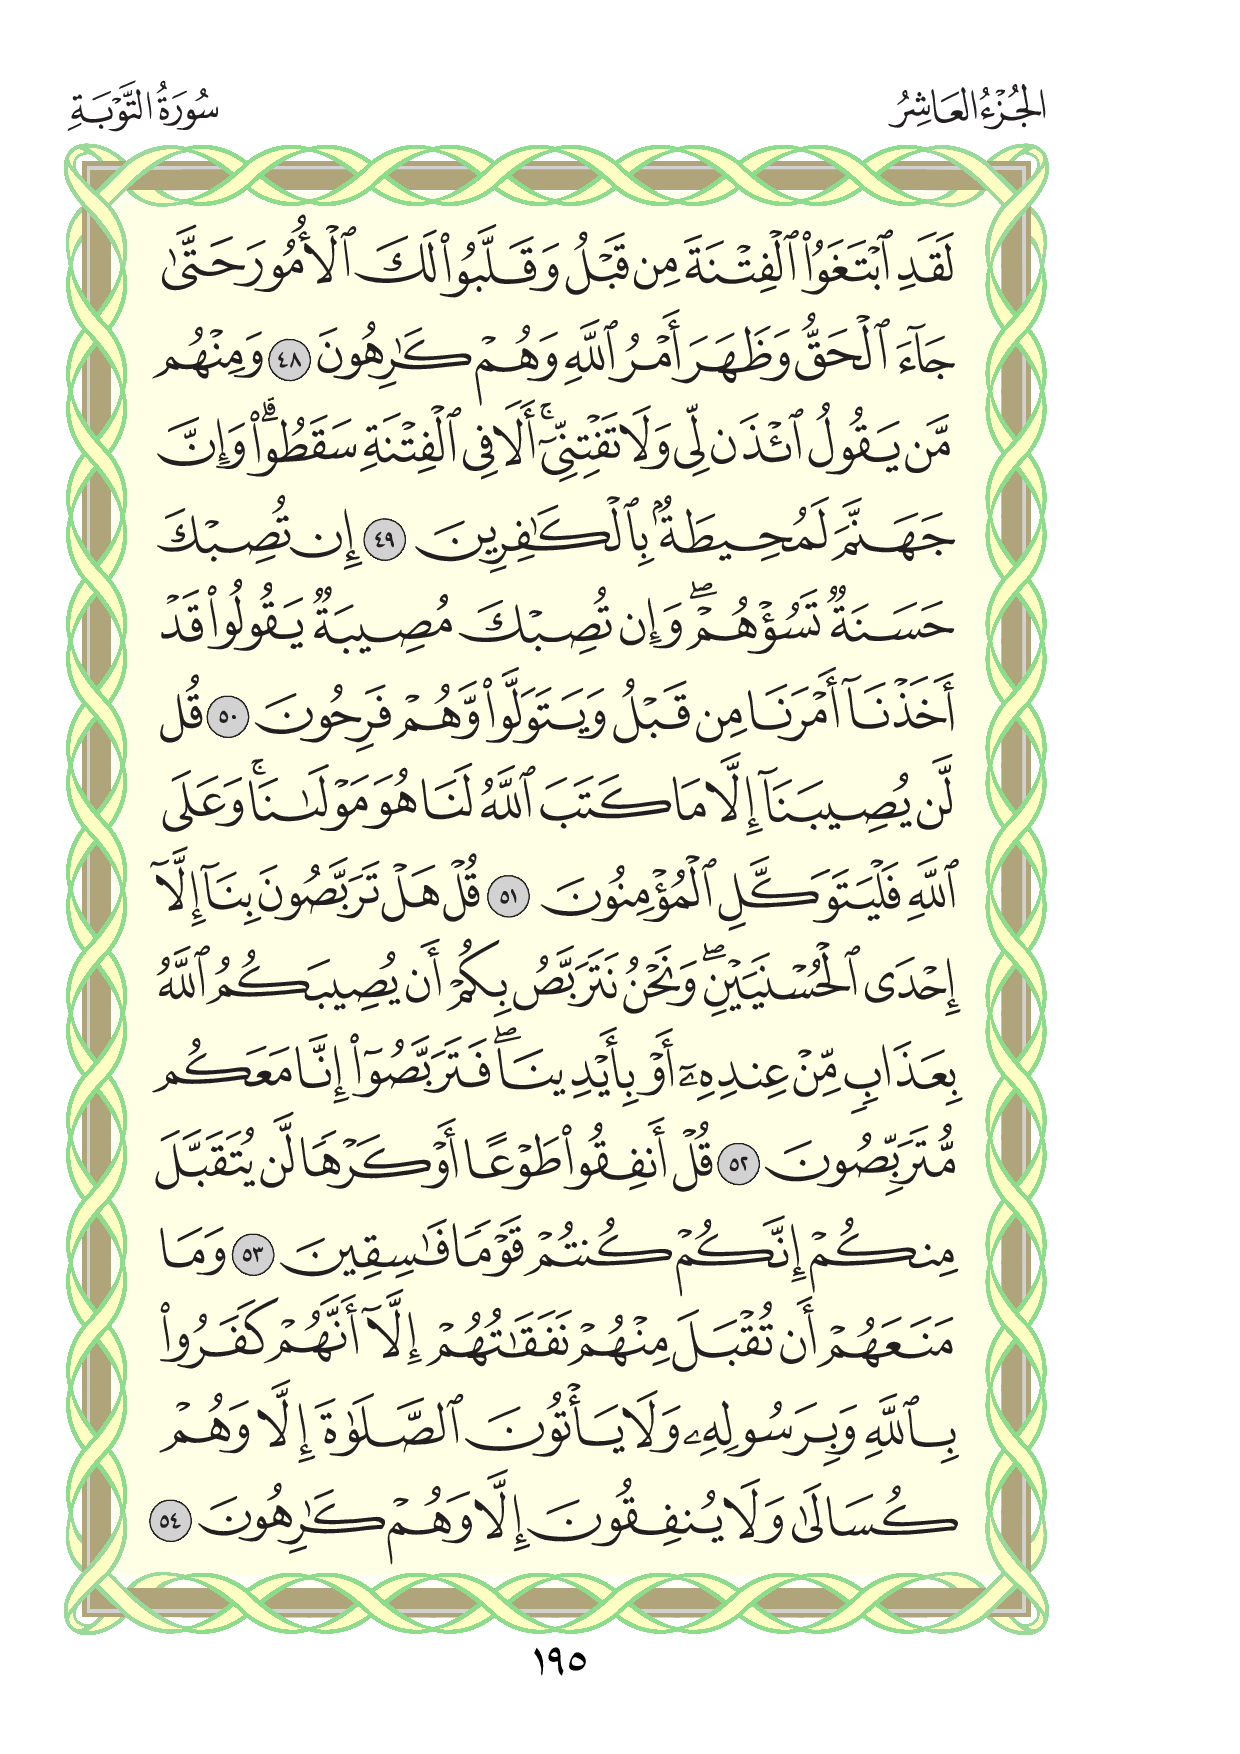 الجُزْءُ العَاشِرُ
سُورَةُ التَّوْبَةِ
لَقَدِ ٱبْتَغَوُا۟ ٱلْفِتْنَةَ مِن قَبْلُ وَقَلَّبُوا۟ لَكَ ٱلْأُمُورَ حَتَّىٰ
جَآءَ ٱلْحَقُّ وَظَهَرَ أَمْرُ ٱللَّهِ وَهُمْ كَٰرِهُونَ ٤٨ وَمِنْهُم
مَّن يَقُولُ ٱئْذَن لِّى وَلَا تَفْتِنِّىٓ ۚ أَلَا فِى ٱلْفِتْنَةِ سَقَطُوا۟ ۗ وَإِنَّ
جَهَنَّمَ لَمُحِيطَةٌۢ بِٱلْكَٰفِرِينَ ٤٩ إِن تُصِبْكَ
حَسَنَةٌ تَسُؤْهُمْ ۖ وَإِن تُصِبْكَ مُصِيبَةٌ يَقُولُوا۟ قَدْ
أَخَذْنَآ أَمْرَنَا مِن قَبْلُ وَيَتَوَلَّوا۟ وَّهُمْ فَرِحُونَ ٥٠ قُل
لَّن يُصِيبَنَآ إِلَّا مَا كَتَبَ ٱللَّهُ لَنَا هُوَ مَوْلَىٰنَا ۚ وَعَلَى
ٱللَّهِ فَلْيَتَوَكَّلِ ٱلْمُؤْمِنُونَ ٥١ قُلْ هَلْ تَرَبَّصُونَ بِنَآ إِلَّآ
إِحْدَى ٱلْحُسْنَيَيْنِ ۖ وَنَحْنُ نَتَرَبَّصُ بِكُمْ أَن يُصِيبَكُمُ ٱللَّهُ
بِعَذَابٍ مِّنْ عِندِهِۦٓ أَوْ بِأَيْدِينَا ۖ فَتَرَبَّصُوٓا۟ إِنَّا مَعَكُم
مُّتَرَبِّصُونَ ٥٢ قُلْ أَنفِقُوا۟ طَوْعًا أَوْ كَرْهًا لَّن يُتَقَبَّلَ
مِنكُمْ إِنَّكُمْ كُنتُمْ قَوْمًا فَٰسِقِينَ ٥٣ وَمَا
مَنَعَهُمْ أَن تُقْبَلَ مِنْهُمْ نَفَقَٰتُهُمْ إِلَّآ أَنَّهُمْ كَفَرُوا۟
بِٱللَّهِ وَبِرَسُولِهِۦ وَلَا يَأْتُونَ ٱلصَّلَوٰةَ إِلَّا وَهُمْ
كُسَالَىٰ وَلَا يُنفِقُونَ إِلَّا وَهُمْ كَٰرِهُونَ ٥٤
١٩٥